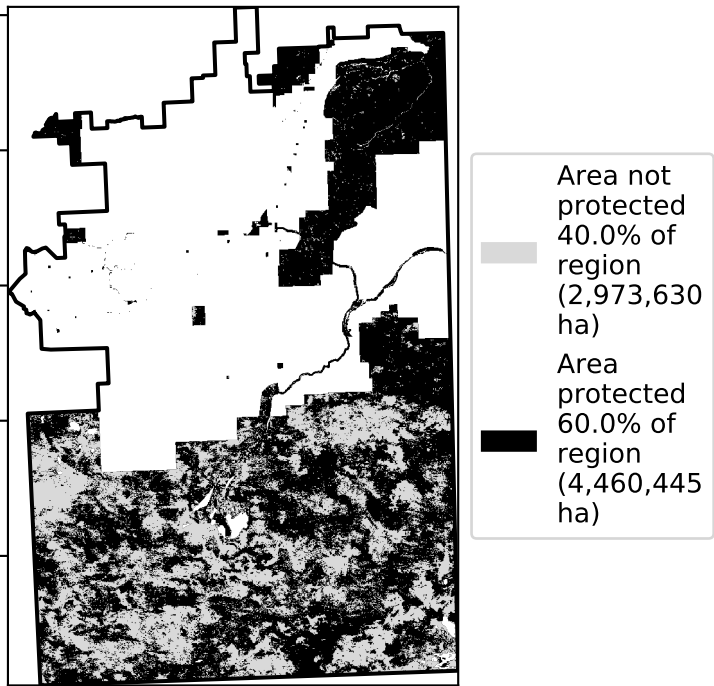 Area not
protected
40.0% of
region
(2,973,630
ha)
Area
protected
60.0% of
region
(4,460,445
ha)